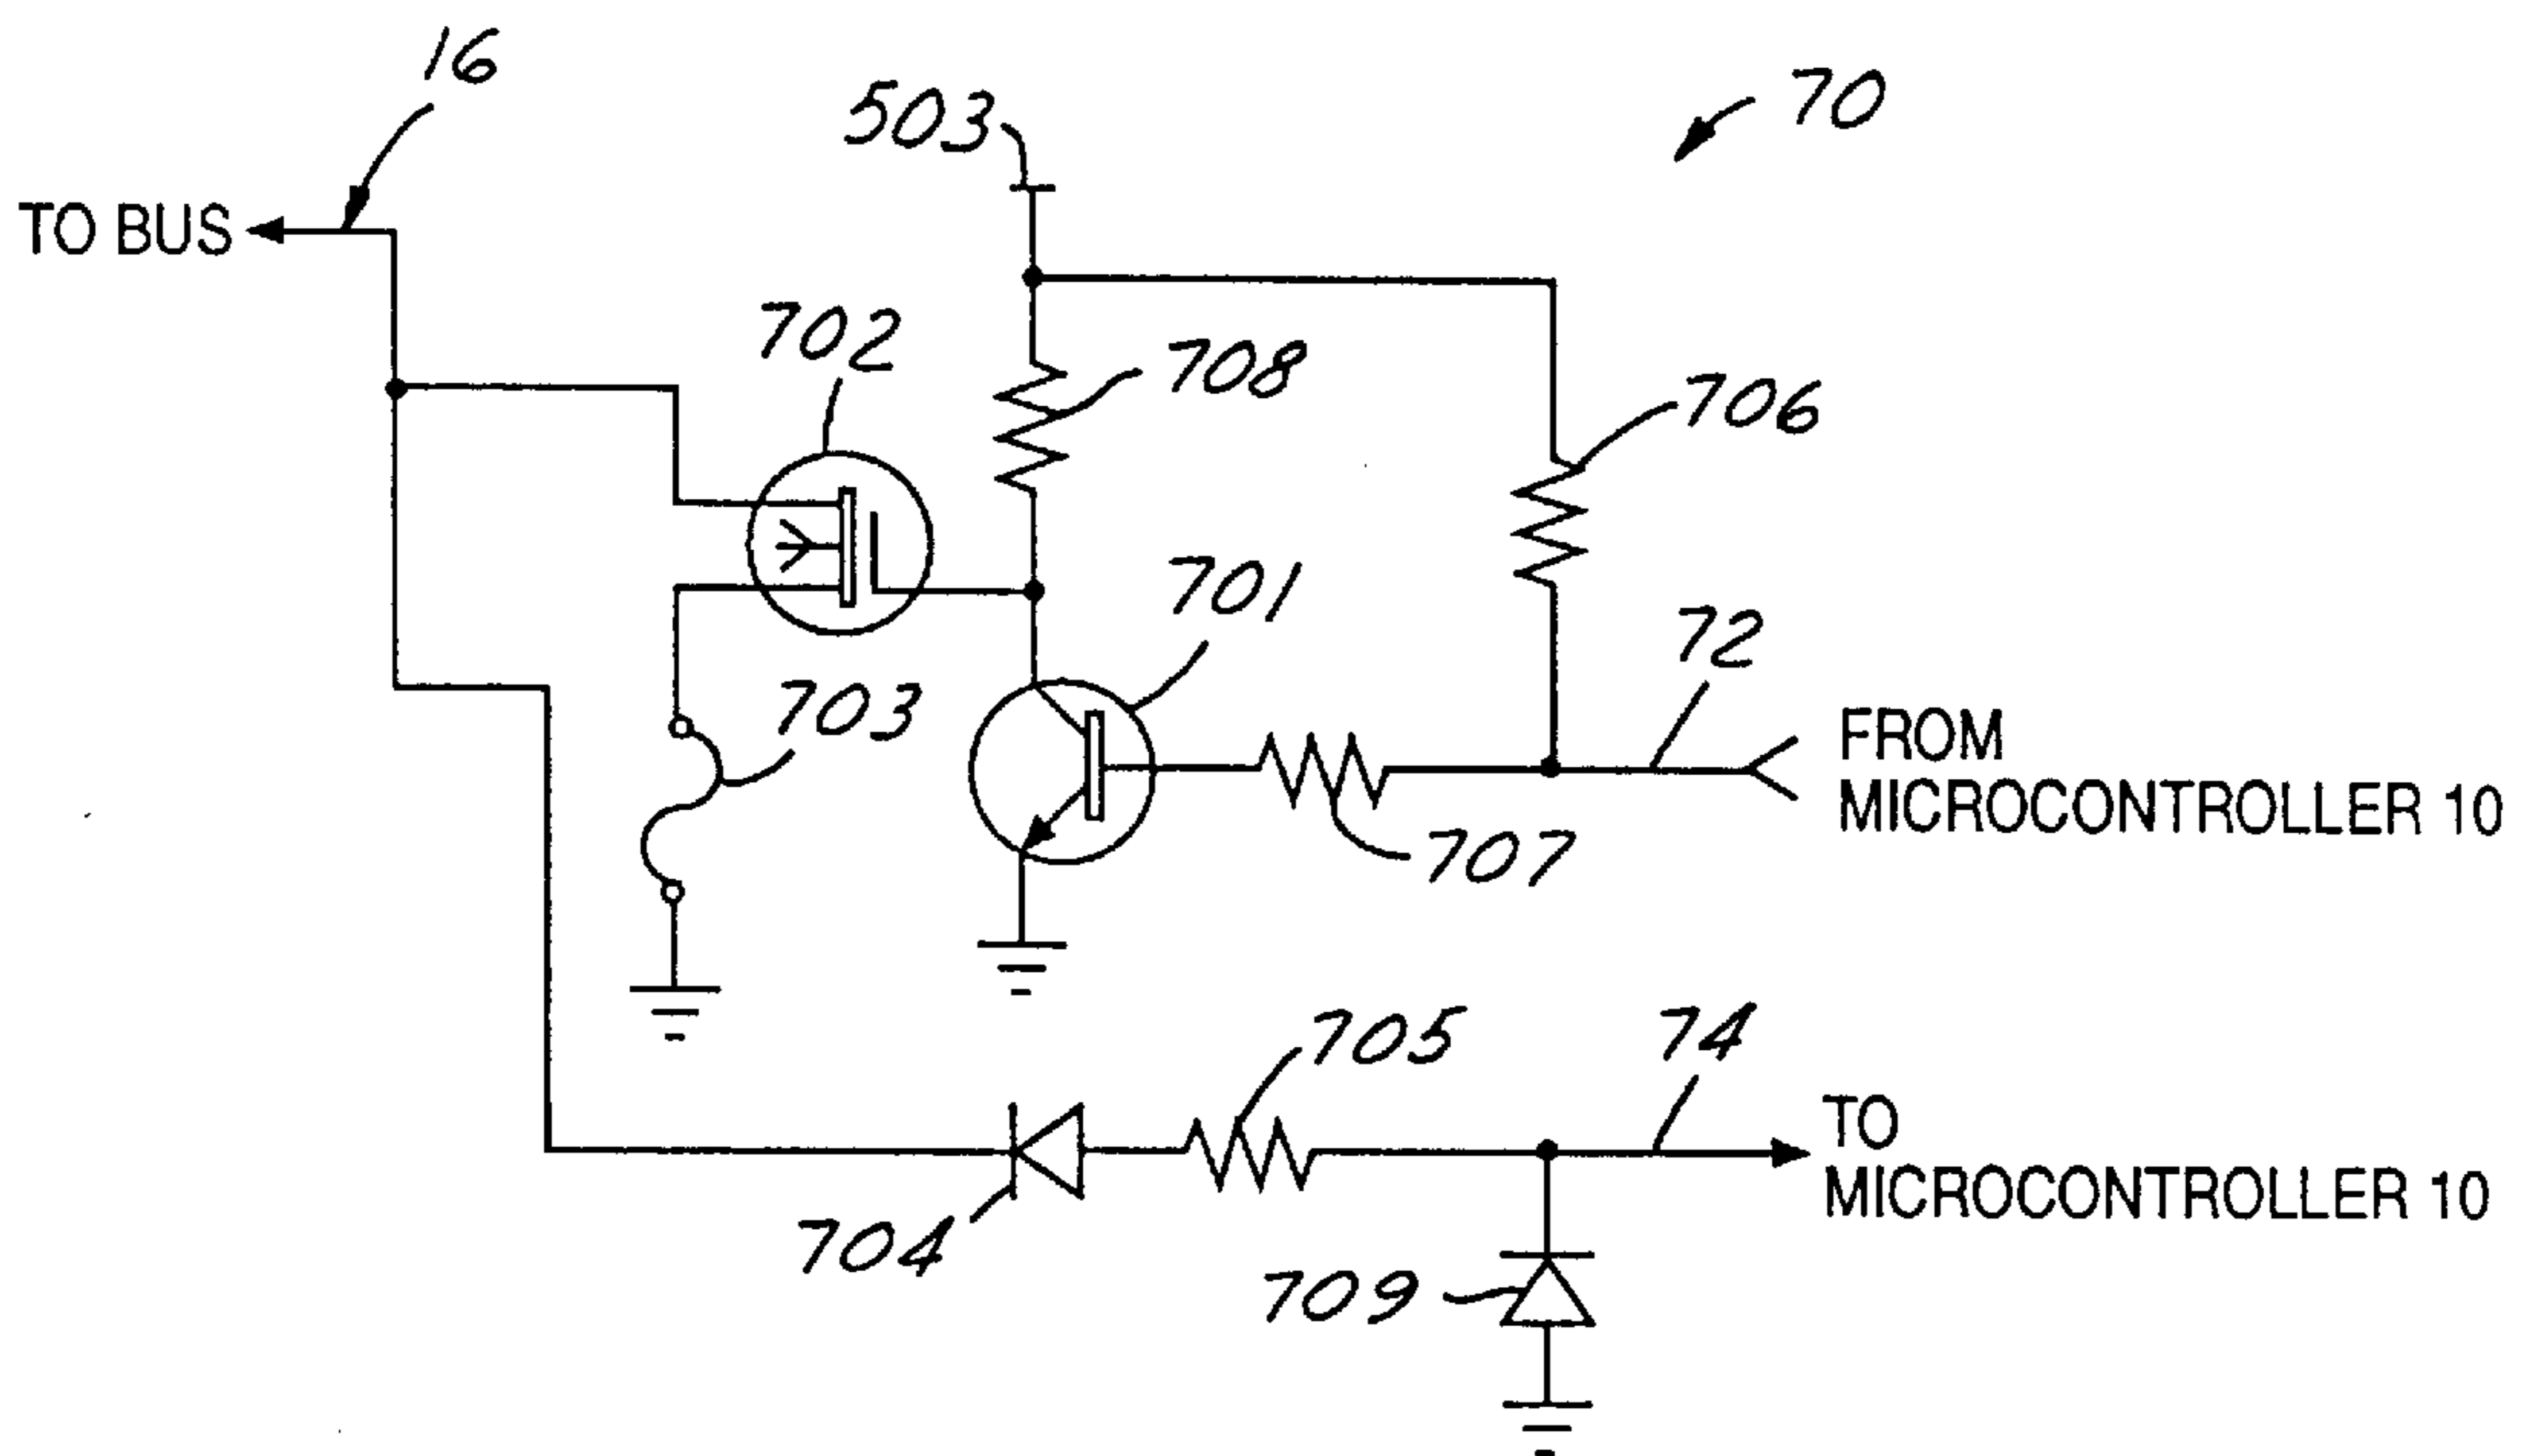 16
503
70
TO BUS
702
708
706
701
72
703
FROM
MICROCONTROLLER 10
707
705
74
TO
MICROCONTROLLER 10
704
709